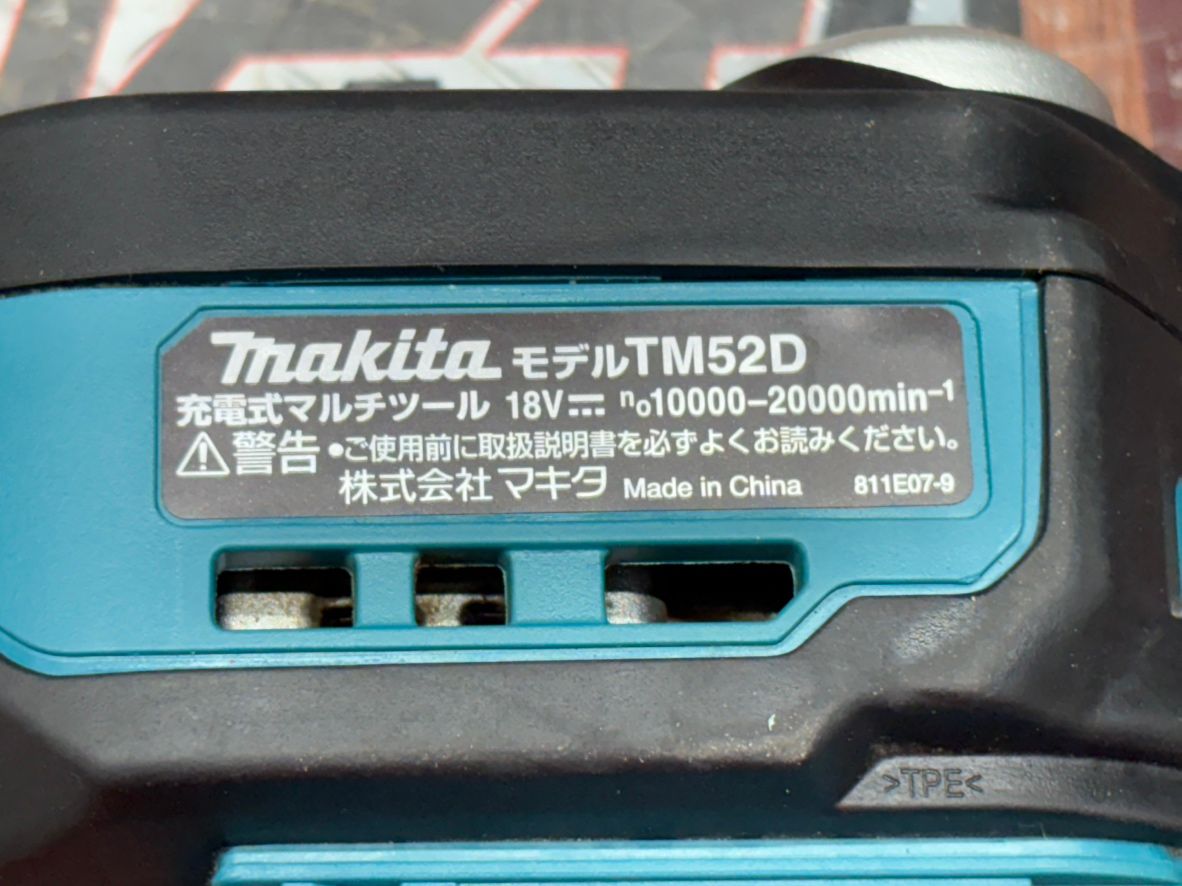 makita モデルTM52D
充電式マルチツール 18V⎓ n₀10000-20000min⁻¹
⚠警告 •ご使用前に取扱説明書を必ずよくお読みください。
株式会社 マキタ Made in China 811E07-9
>TPE<